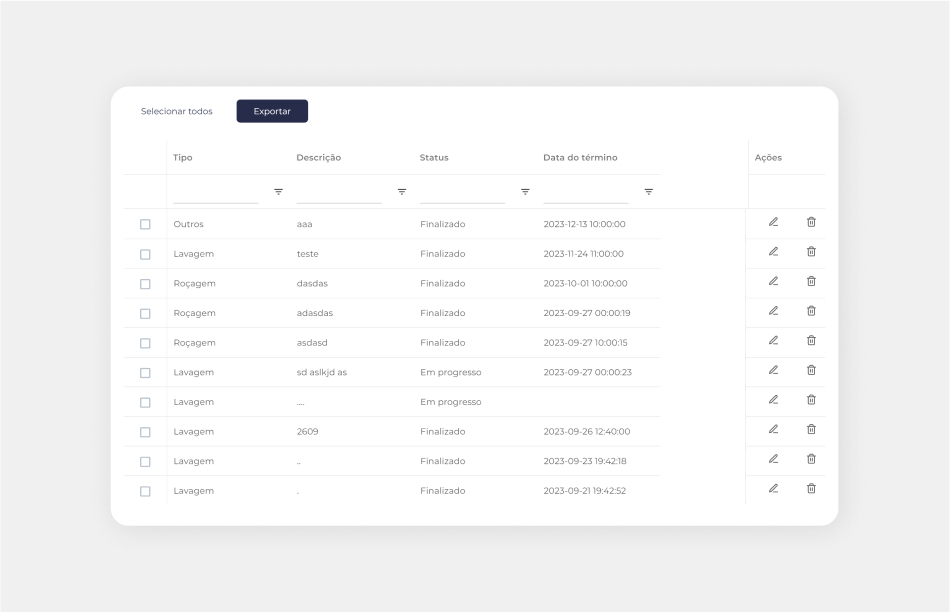 Selecionar todos Exportar
Tipo Descrição Status Data do término Ações
Outros aaa Finalizado 2023-12-13 10:00:00
Lavagem teste Finalizado 2023-11-24 11:00:00
Roçagem dasdas Finalizado 2023-10-01 10:00:00
Roçagem adasdas Finalizado 2023-09-27 00:00:19
Roçagem asdasd Finalizado 2023-09-27 10:00:15
Lavagem sd aslkjd as Em progresso 2023-09-27 00:00:23
Lavagem .... Em progresso
Lavagem 2609 Finalizado 2023-09-26 12:40:00
Lavagem .. Finalizado 2023-09-23 19:42:18
Lavagem . Finalizado 2023-09-21 19:42:52